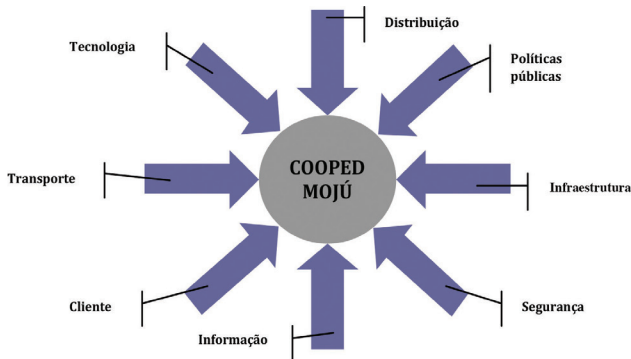 Distribuição
Tecnologia
Políticas
públicas
COOPED
MOJÚ
Transporte
Infraestrutura
Cliente
Segurança
Informação